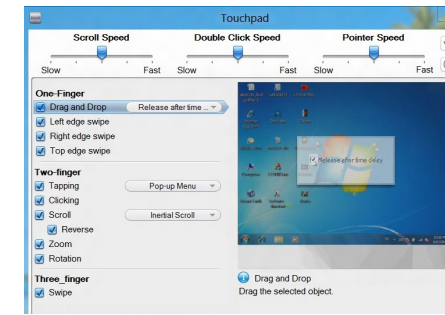 Touchpad
Scroll Speed Double Click Speed Pointer Speed
Slow Fast Slow Fast Slow Fast
One-Finger
Drag and Drop Release after time ..
Left edge swipe
Right edge swipe
Top edge swipe
Two-finger
Tapping Pop-up Menu
Clicking
Scroll Inertial Scroll
Reverse
Zoom
Rotation
Three_finger
Swipe
Release after time delay
Drag and Drop
Drag the selected object.